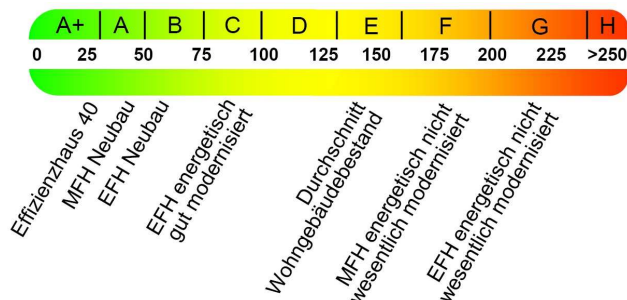 A+ A B C D E F G H
0 25 50 75 100 125 150 175 200 225 >250
Effizienzhaus 40
MFH Neubau
EFH Neubau
EFH energetisch
gut modernisiert
Durchschnitt
Wohngebäudebestand
MFH energetisch nicht
wesentlich modernisiert
EFH energetisch nicht
wesentlich modernisiert